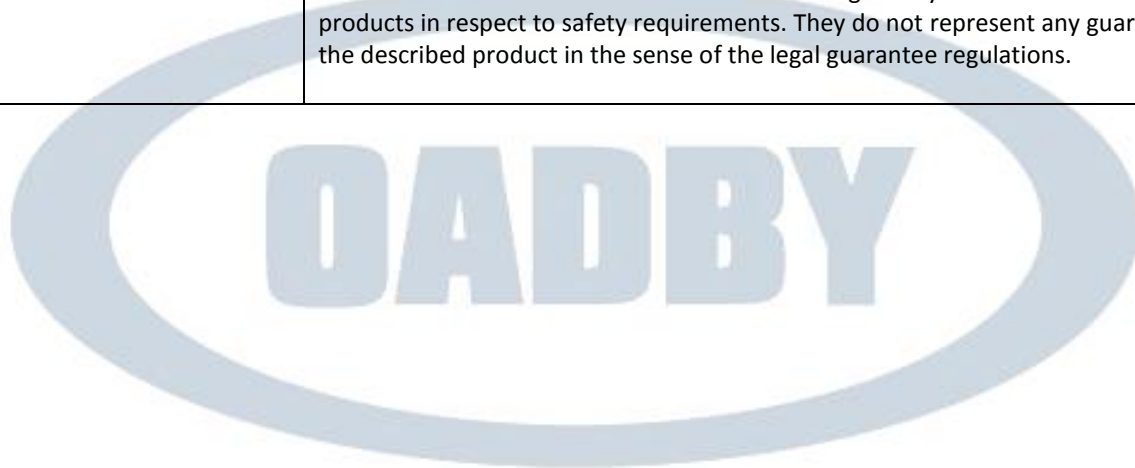 products in respect to safety requirements. They do not represent any guar
the described product in the sense of the legal guarantee regulations.
OADBY